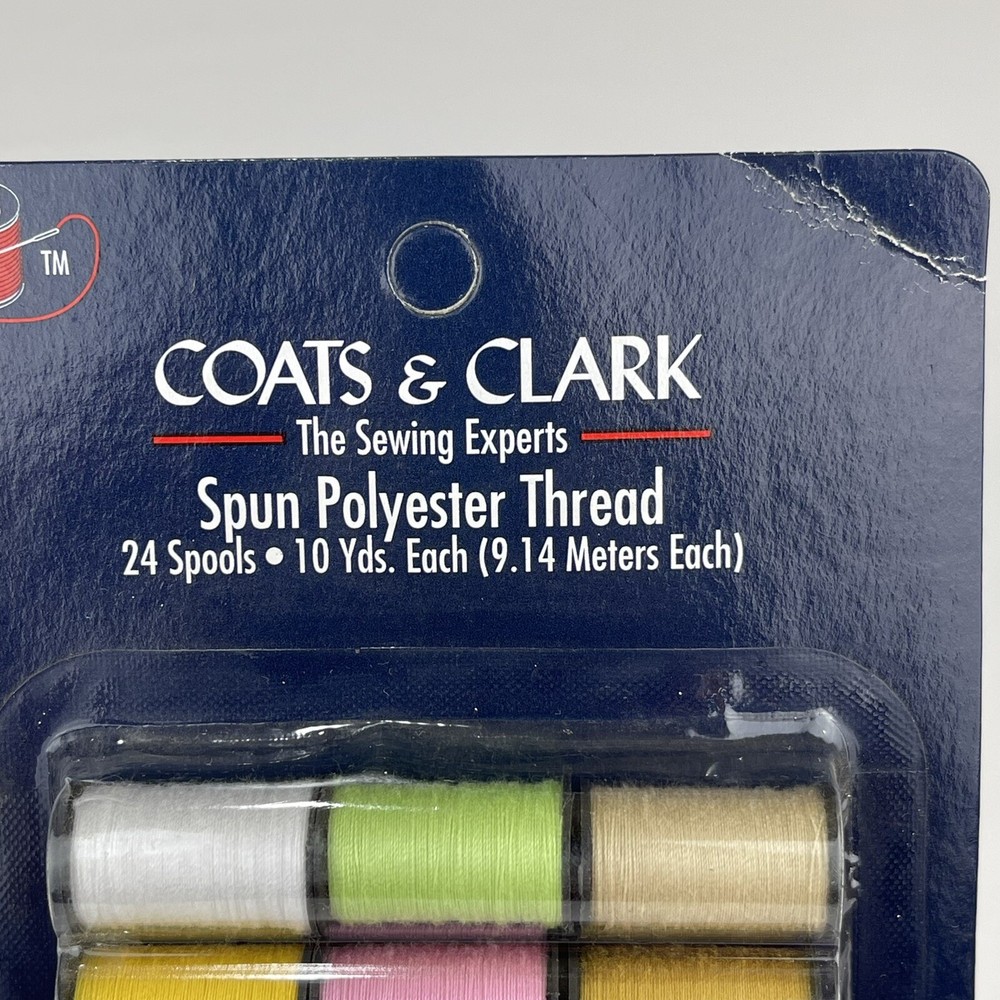 TM
COATS & CLARK
The Sewing Experts
Spun Polyester Thread
24 Spools • 10 Yds. Each (9.14 Meters Each)